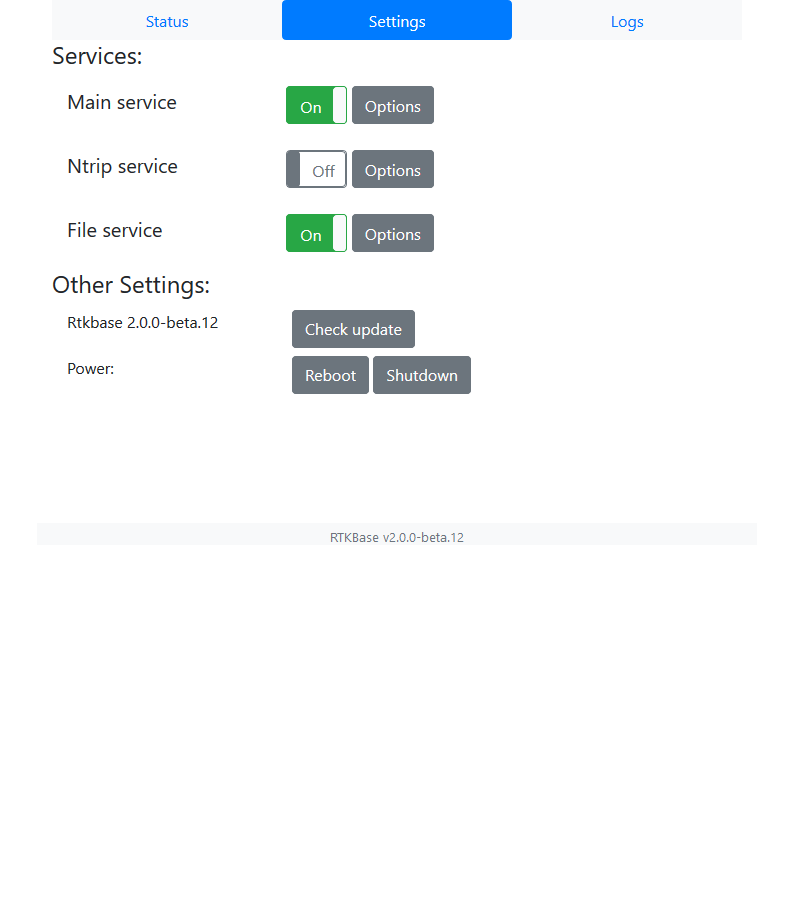 Status Settings Logs
Services:
Main service On Options
Ntrip service Off Options
File service On Options
Other Settings:
Rtkbase 2.0.0-beta.12 Check update
Power: Reboot Shutdown
RTKBase v2.0.0-beta.12